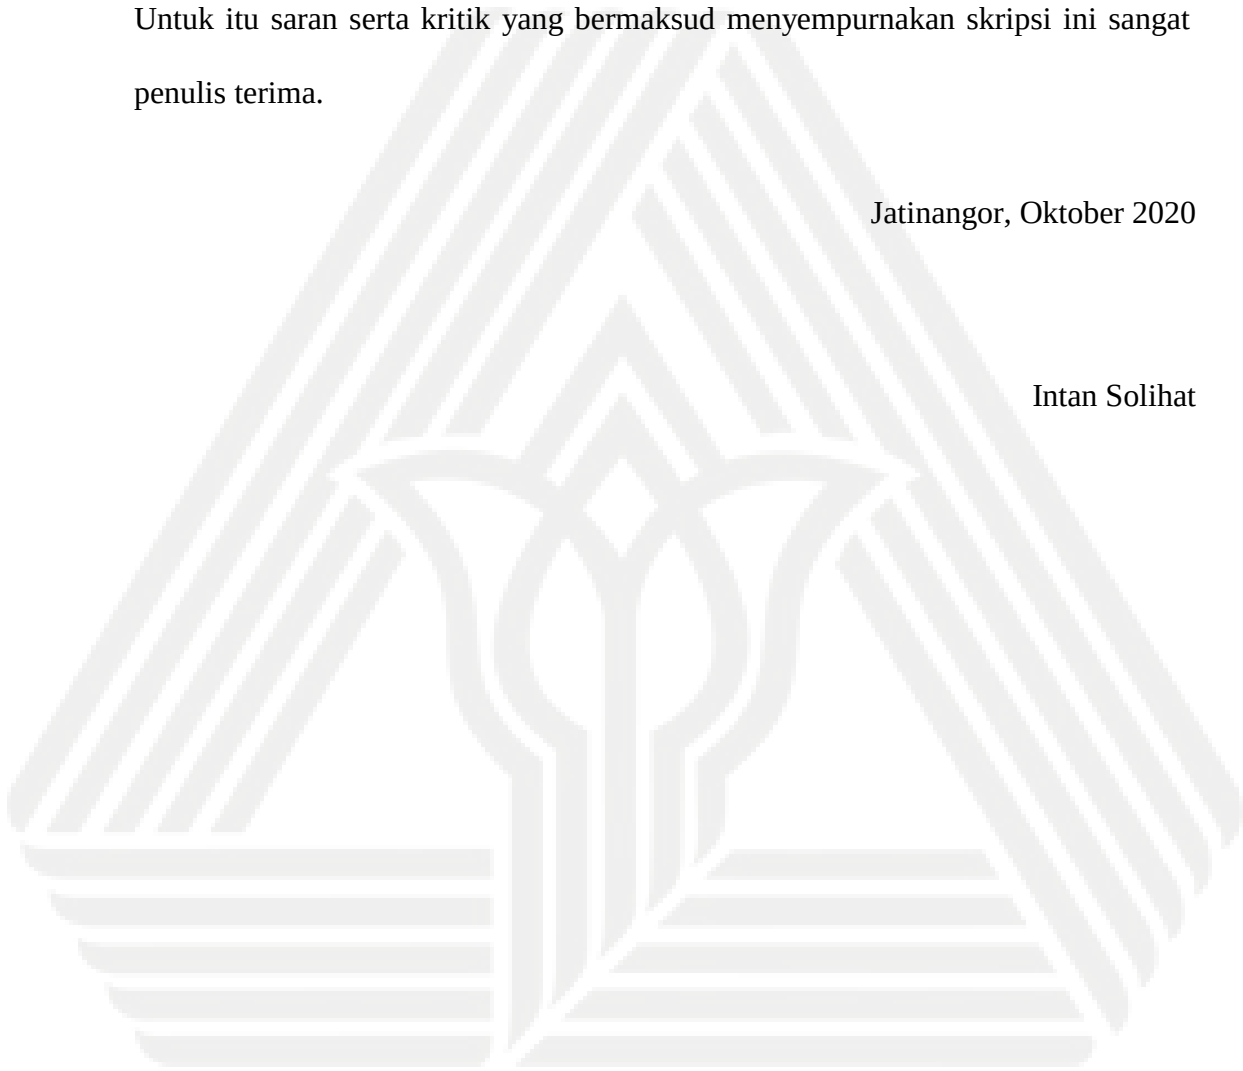 Untuk itu saran serta kritik yang bermaksud menyempurnakan skripsi ini sangat
penulis terima.
Jatinangor, Oktober 2020
Intan Solihat